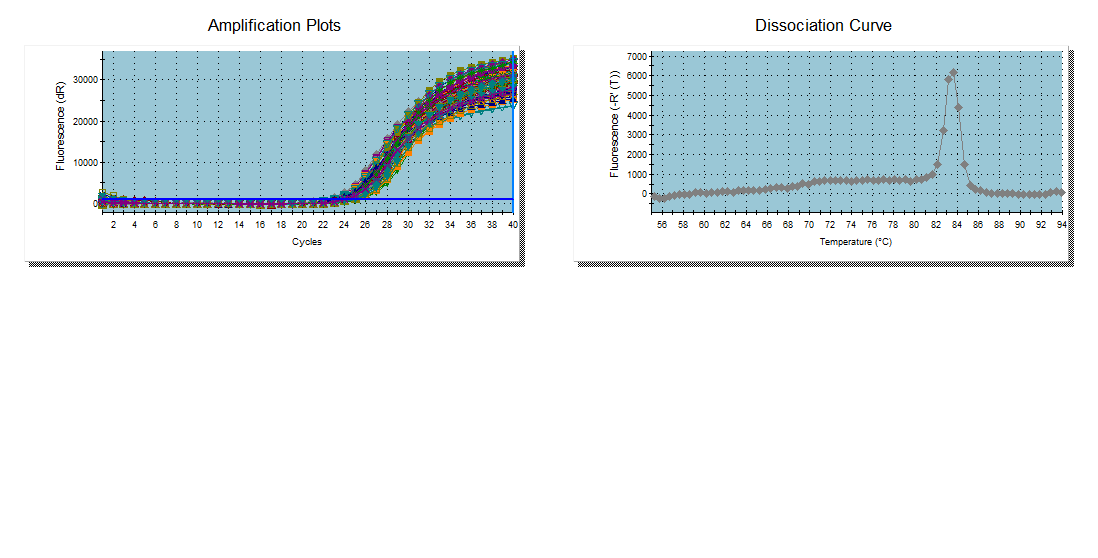 Amplification Plots
Fluorescence (dR)
30000
20000
10000
0
2 4 6 8 10 12 14 16 18 20 22 24 26 28 30 32 34 36 38 40
Cycles
Dissociation Curve
Fluorescence (-R' (T))
7000
6000
5000
4000
3000
2000
1000
0
56 58 60 62 64 66 68 70 72 74 76 78 80 82 84 86 88 90 92 94
Temperature (°C)